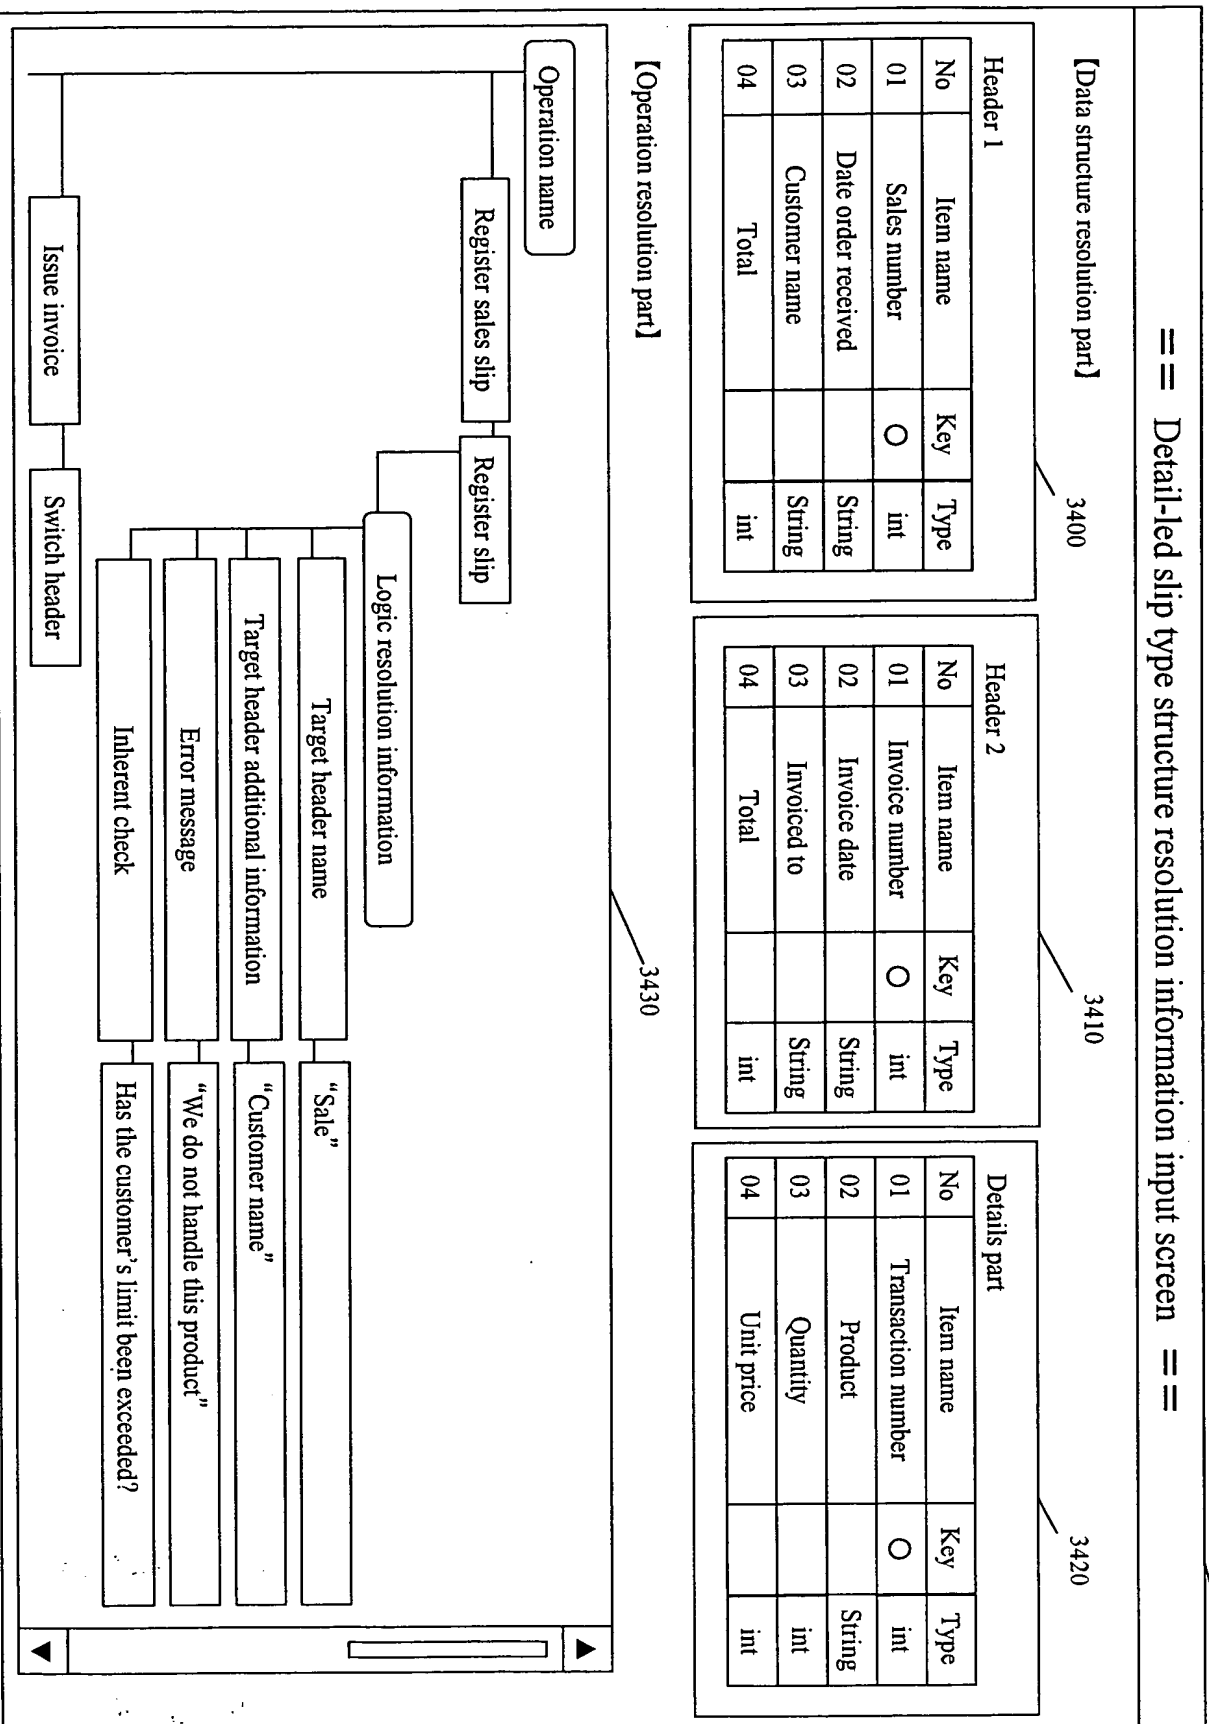 == Detail-led slip type structure resolution information input screen ==
【Data structure resolution part】
3400
Header 1
No Item name Key Type
01 Sales number ○ int
02 Date order received String
03 Customer name String
04 Total int
3410
Header 2
No Item name Key Type
01 Invoice number ○ int
02 Invoice date String
03 Invoiced to String
04 Total int
3420
Details part
No Item name Key Type
01 Transaction number ○ int
02 Product String
03 Quantity int
04 Unit price int
【Operation resolution part】
3430
Operation name
Register sales slip Register slip
Logic resolution information
Target header name “Sale”
Target header additional information “Customer name”
Error message “We do not handle this product”
Inherent check Has the customer’s limit been exceeded?
Issue invoice Switch header